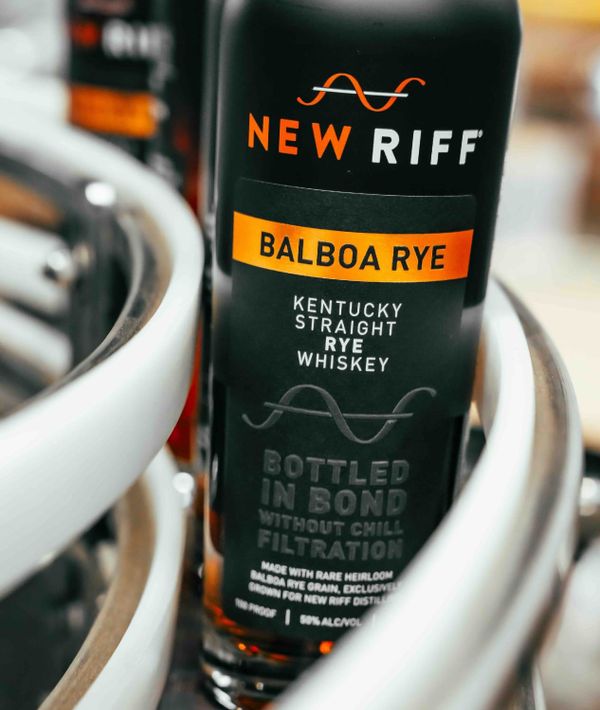 NEW RIFF
BALBOA RYE
KENTUCKY
STRAIGHT
RYE
WHISKEY
BOTTLED
IN BOND
WITHOUT CHILL
FILTRATION
MADE WITH RARE HEIRLOOM
BALBOA RYE GRAIN, EXCLUSIVELY
GROWN FOR NEW RIFF
100 PROOF | 50% ALC/VOL